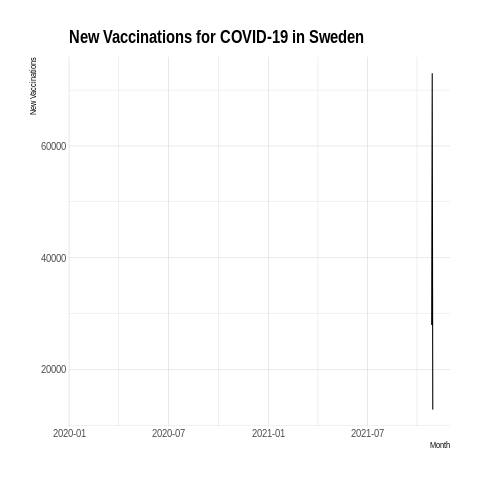 New Vaccinations for COVID-19 in Sweden
New Vaccinations
60000
40000
20000
2020-01 2020-07 2021-01 2021-07
Month